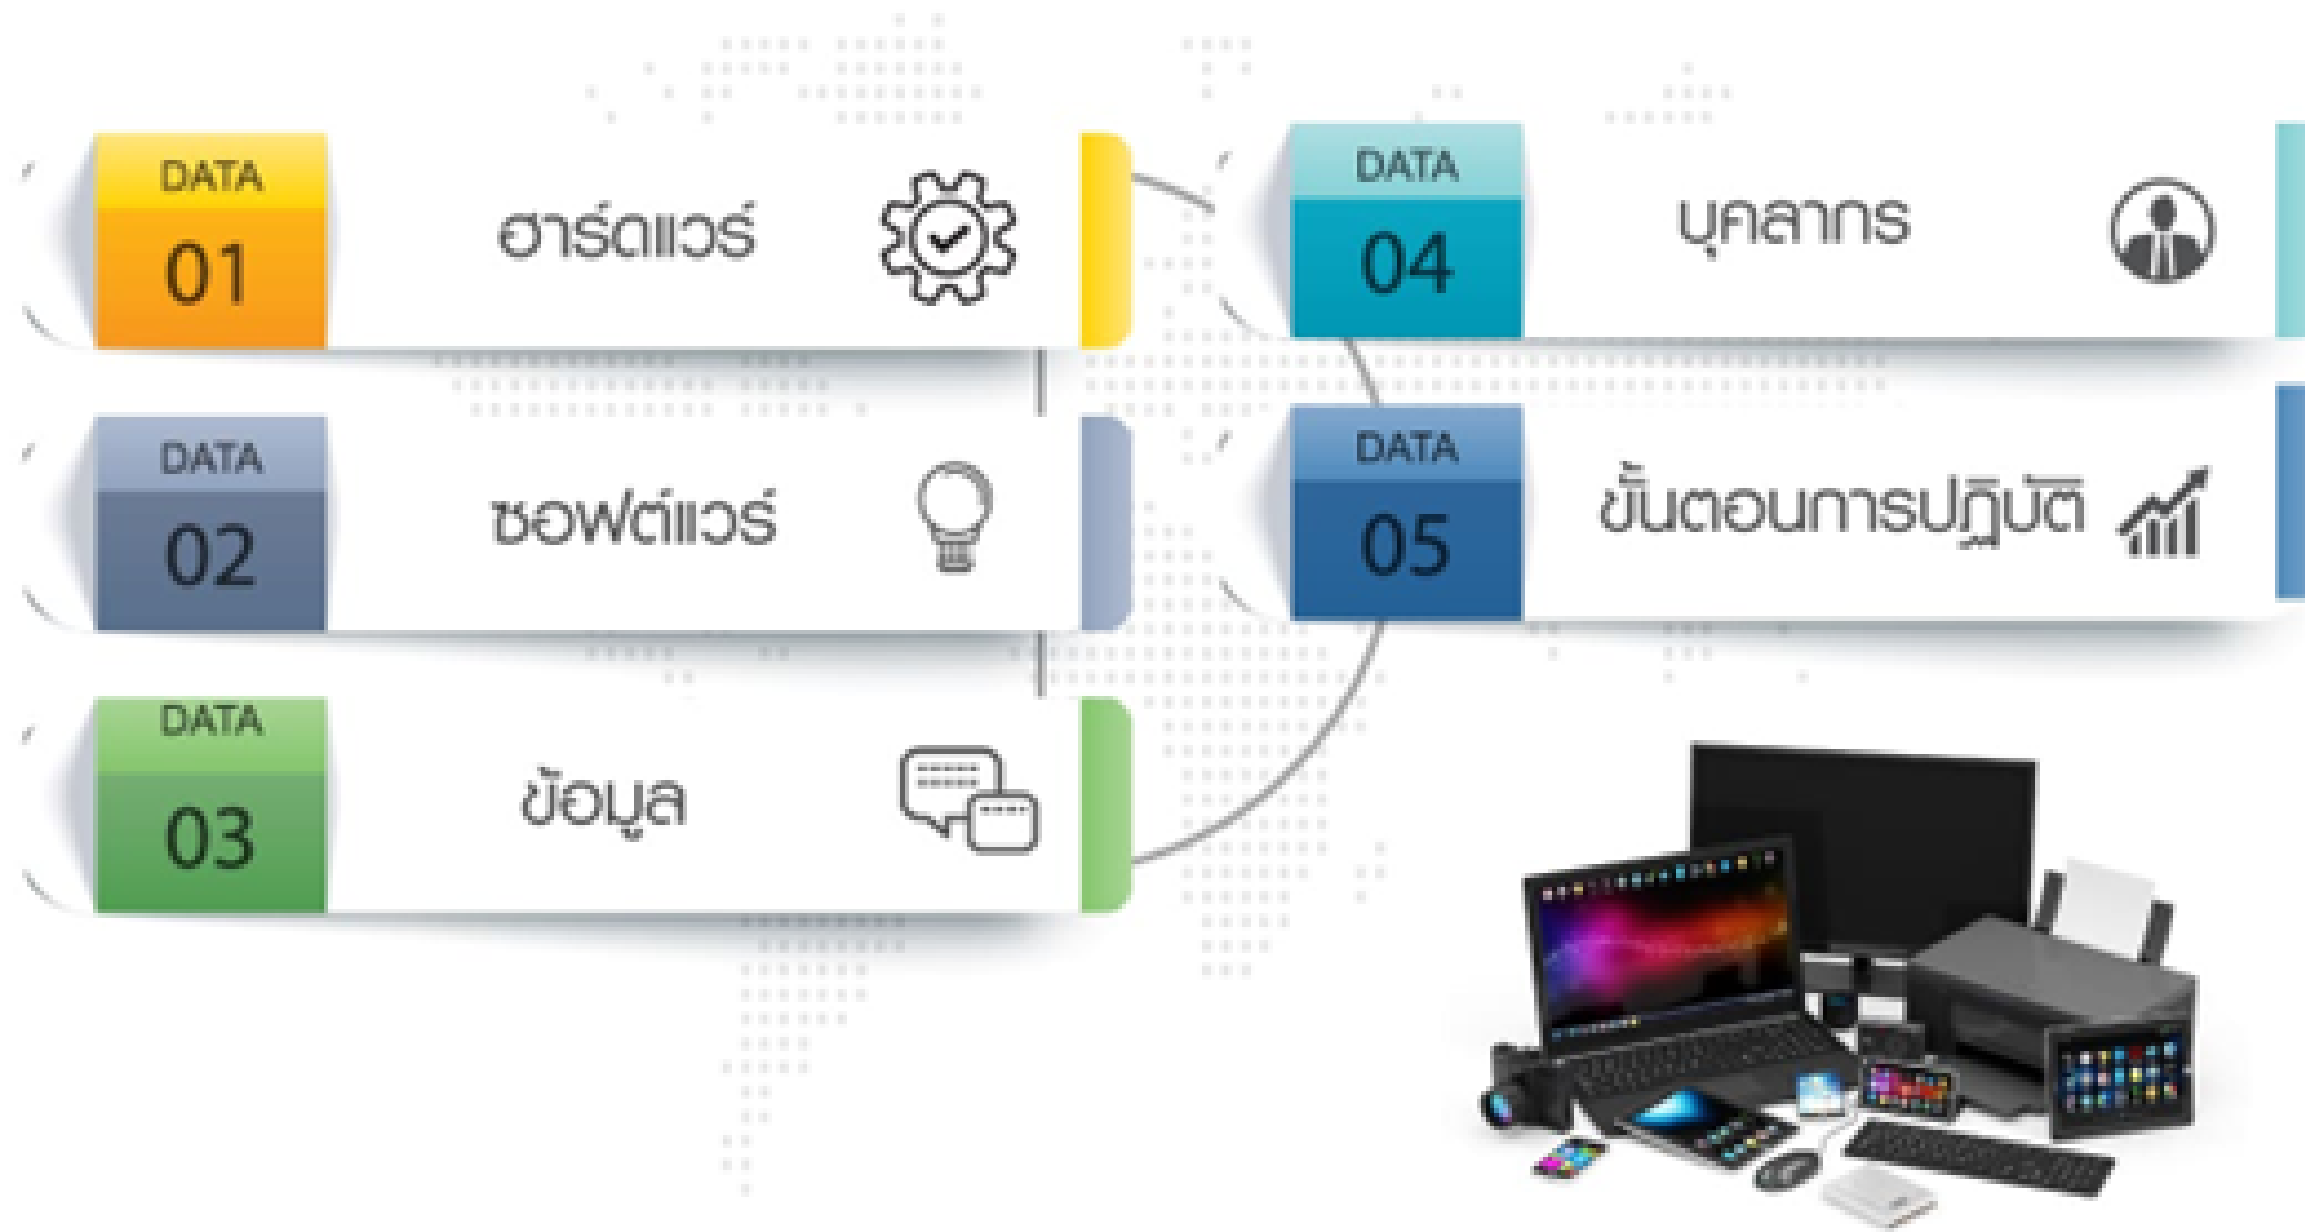 DATA
01
ฮาร์ดแวร์
DATA
02
ซอฟต์แวร์
DATA
03
ข้อมูล
DATA
04
บุคลากร
DATA
05
ขั้นตอนการปฏิบัติ